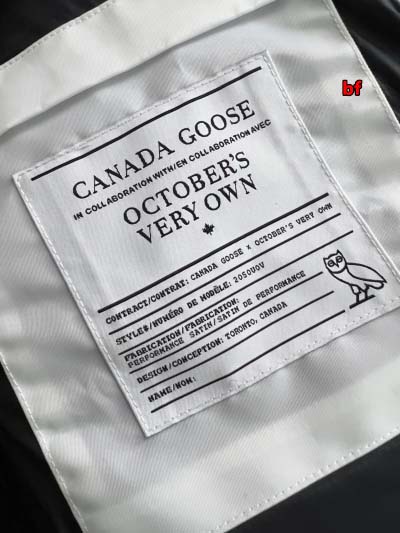 bf
CANADA GOOSE
IN COLLABORATION WITH/EN COLLABORATION AVEC
OCTOBER'S
VERY OWN
CONTRACT/CONTRAT: CANADA GOOSE X OCTOBER'S VERY OWN
STYLE#/NUMÉRO DE MODÈLE: 2050UOV
FABRICATION/FABRICATION:
PERFORMANCE SATIN/SATIN DE PERFORMANCE
DESIGN/CONCEPTION: TORONTO, CANADA
NAME/NOM: